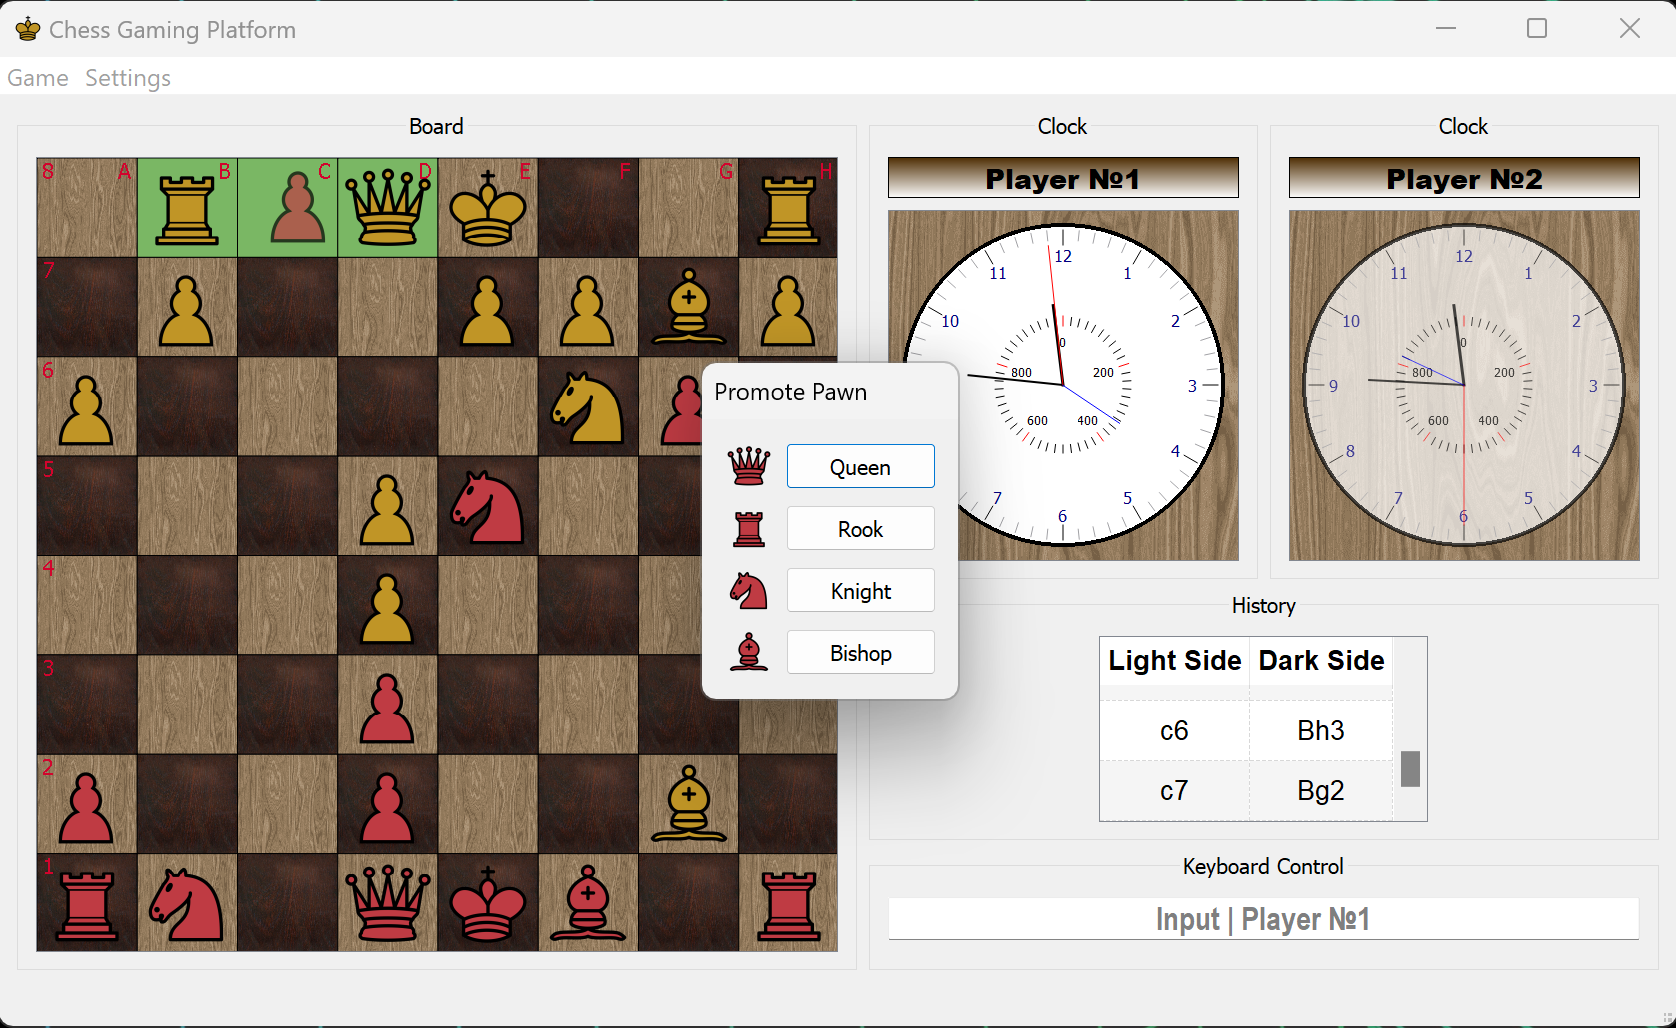 Chess Gaming Platform
Game Settings
Board
8 A B C D E F G H
7
6
5
4
3
2
1
Clock
Player №1
12
11 1
10 2
0
800 200
3
600 400
4
7 5
6
Clock
Player №2
12
11 1
10 2
0
800 200
9 3
600 400
8 4
7 5
6
Promote Pawn
Queen
Rook
Knight
Bishop
History
Light Side Dark Side
c6 Bh3
c7 Bg2
Keyboard Control
Input | Player №1